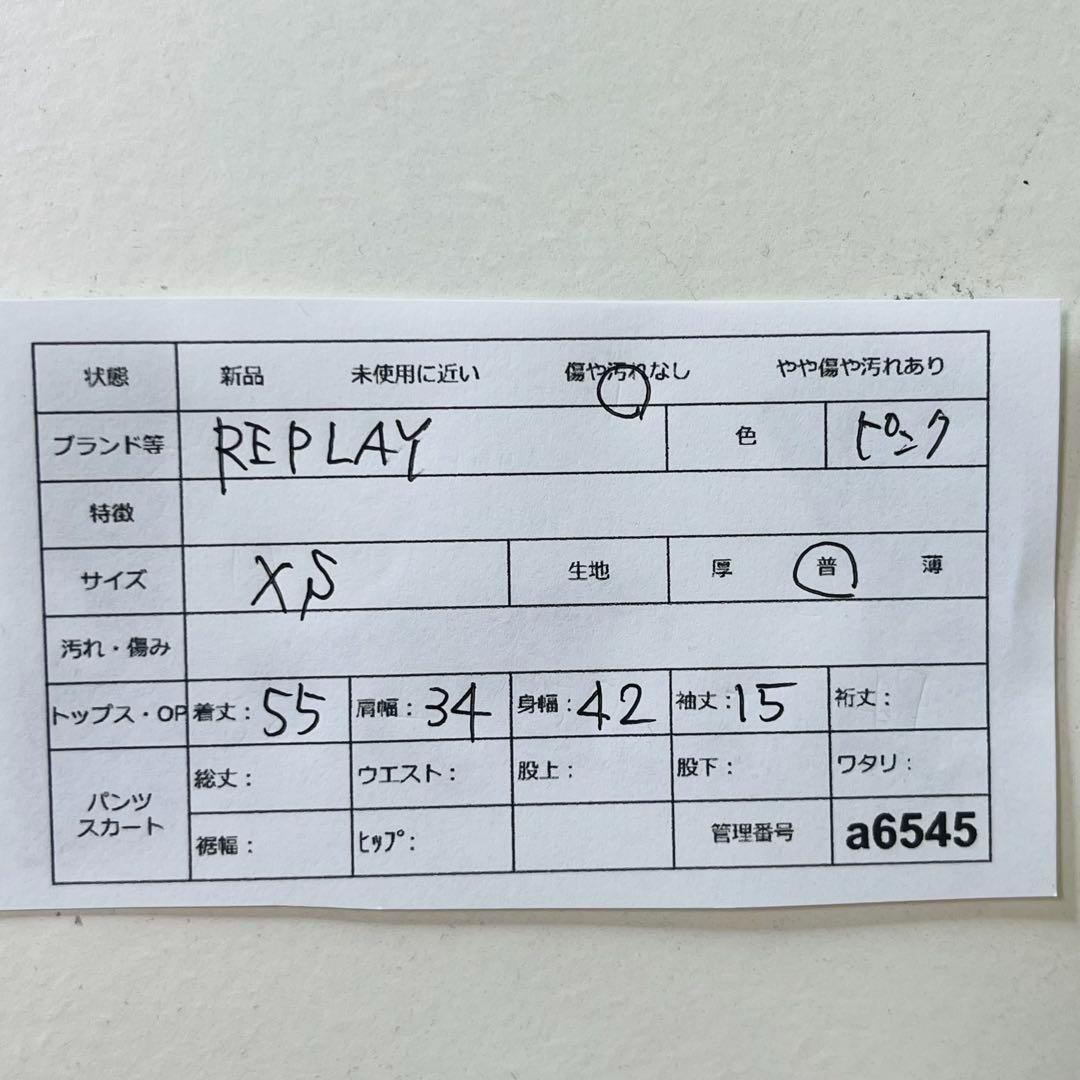 状態 新品 未使用に近い 傷や汚れなし やや傷や汚れあり
ブランド等 REPLAY 色 ピンク
特徴
サイズ XS 生地 厚 普 薄
汚れ・傷み
トップス・OP 着丈：55 肩幅：34 身幅：42 袖丈：15 裄丈：
パンツ
スカート
総丈： ウエスト： 股上： 股下： ワタリ：
裾幅： ﾋｯﾌﾟ： 管理番号 a6545